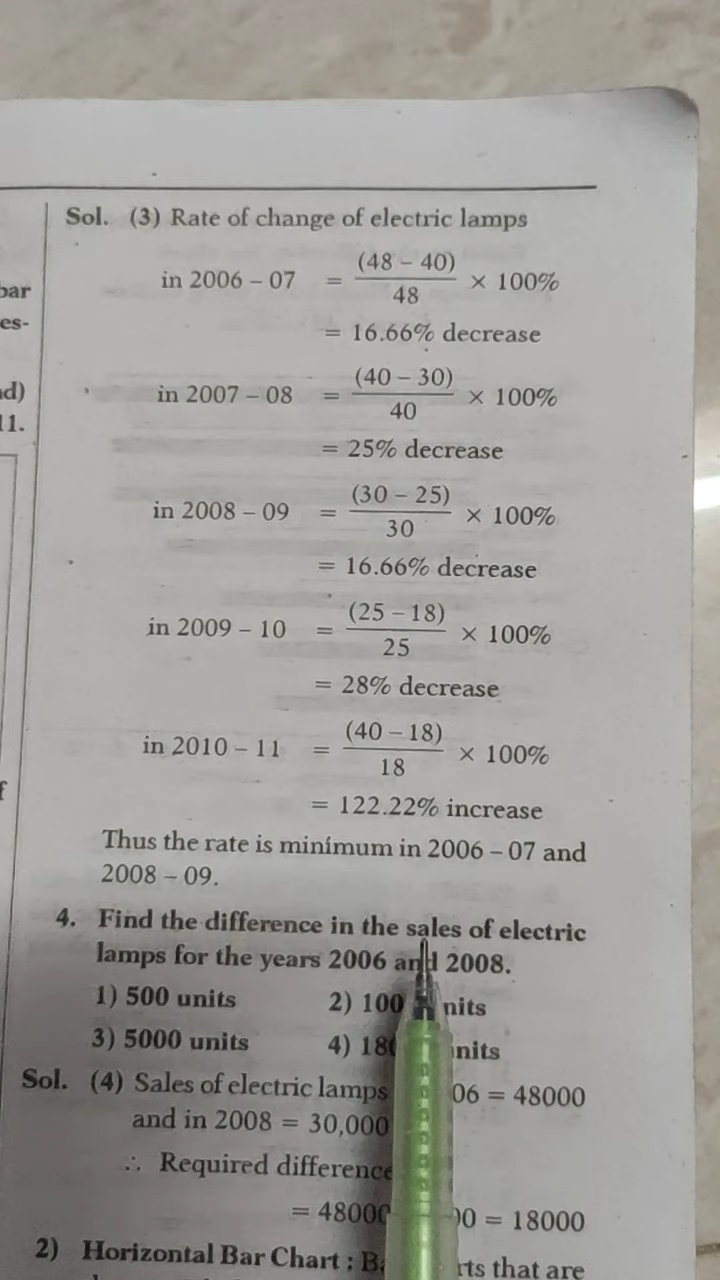 bar
es-
d)
11.
f
Sol. (3) Rate of change of electric lamps
in 2006 – 07 = (48 – 40) / 48 × 100%
= 16.66% decrease
in 2007 – 08 = (40 – 30) / 40 × 100%
= 25% decrease
in 2008 – 09 = (30 – 25) / 30 × 100%
= 16.66% decrease
in 2009 – 10 = (25 – 18) / 25 × 100%
= 28% decrease
in 2010 – 11 = (40 – 18) / 18 × 100%
= 122.22% increase
Thus the rate is minimum in 2006 – 07 and
2008 – 09.
4. Find the difference in the sales of electric
lamps for the years 2006 and 2008.
1) 500 units 2) 100 nits
3) 5000 units 4) 180 nits
Sol. (4) Sales of electric lamps 06 = 48000
and in 2008 = 30,000
∴ Required difference
= 48000 00 = 18000
2) Horizontal Bar Chart : Ba rts that are